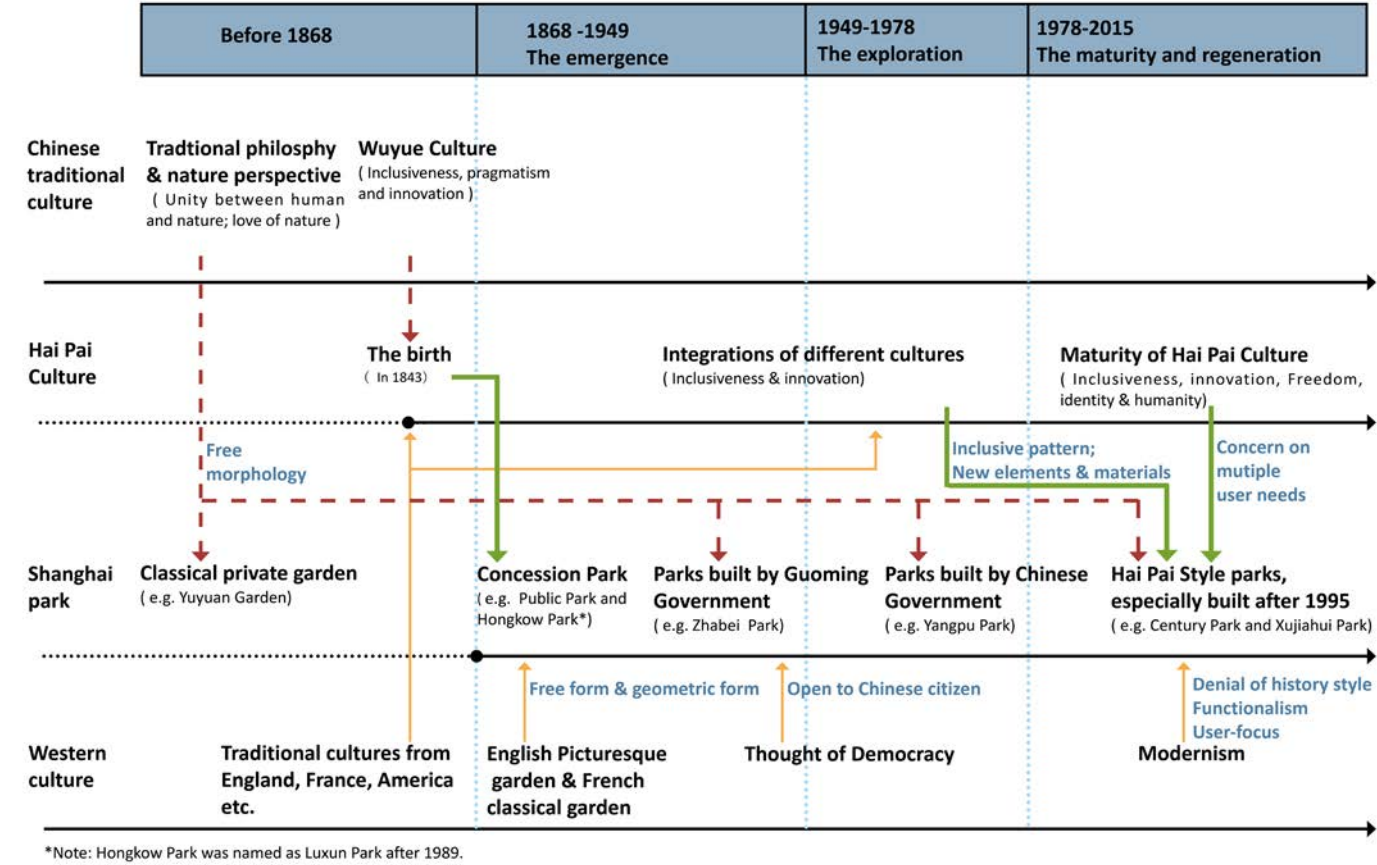 Before 1868
1868 -1949
The emergence
1949-1978
The exploration
1978-2015
The maturity and regeneration
Chinese
traditional
culture
Tradtional philosphy
& nature perspective
( Unity between human
and nature; love of nature )
Wuyue Culture
( Inclusiveness, pragmatism
and innovation )
Hai Pai
Culture
The birth
( In 1843)
Integrations of different cultures
( Inclusiveness & innovation)
Maturity of Hai Pai Culture
( Inclusiveness, innovation, Freedom,
identity & humanity)
Free
morphology
Inclusive pattern;
New elements & materials
Concern on
mutiple
user needs
Shanghai
park
Classical private garden
( e.g. Yuyuan Garden)
Concession Park
( e.g. Public Park and
Hongkow Park*)
Parks built by Guoming
Government
( e.g. Zhabei Park)
Parks built by Chinese
Government
( e.g. Yangpu Park)
Hai Pai Style parks,
especially built after 1995
( e.g. Century Park and Xujiahui Park)
Free form & geometric form
Open to Chinese citizen
Denial of history style
Functionalism
User-focus
Western
culture
Traditional cultures from
England, France, America
etc.
English Picturesque
garden & French
classical garden
Thought of Democracy
Modernism
*Note: Hongkow Park was named as Luxun Park after 1989.